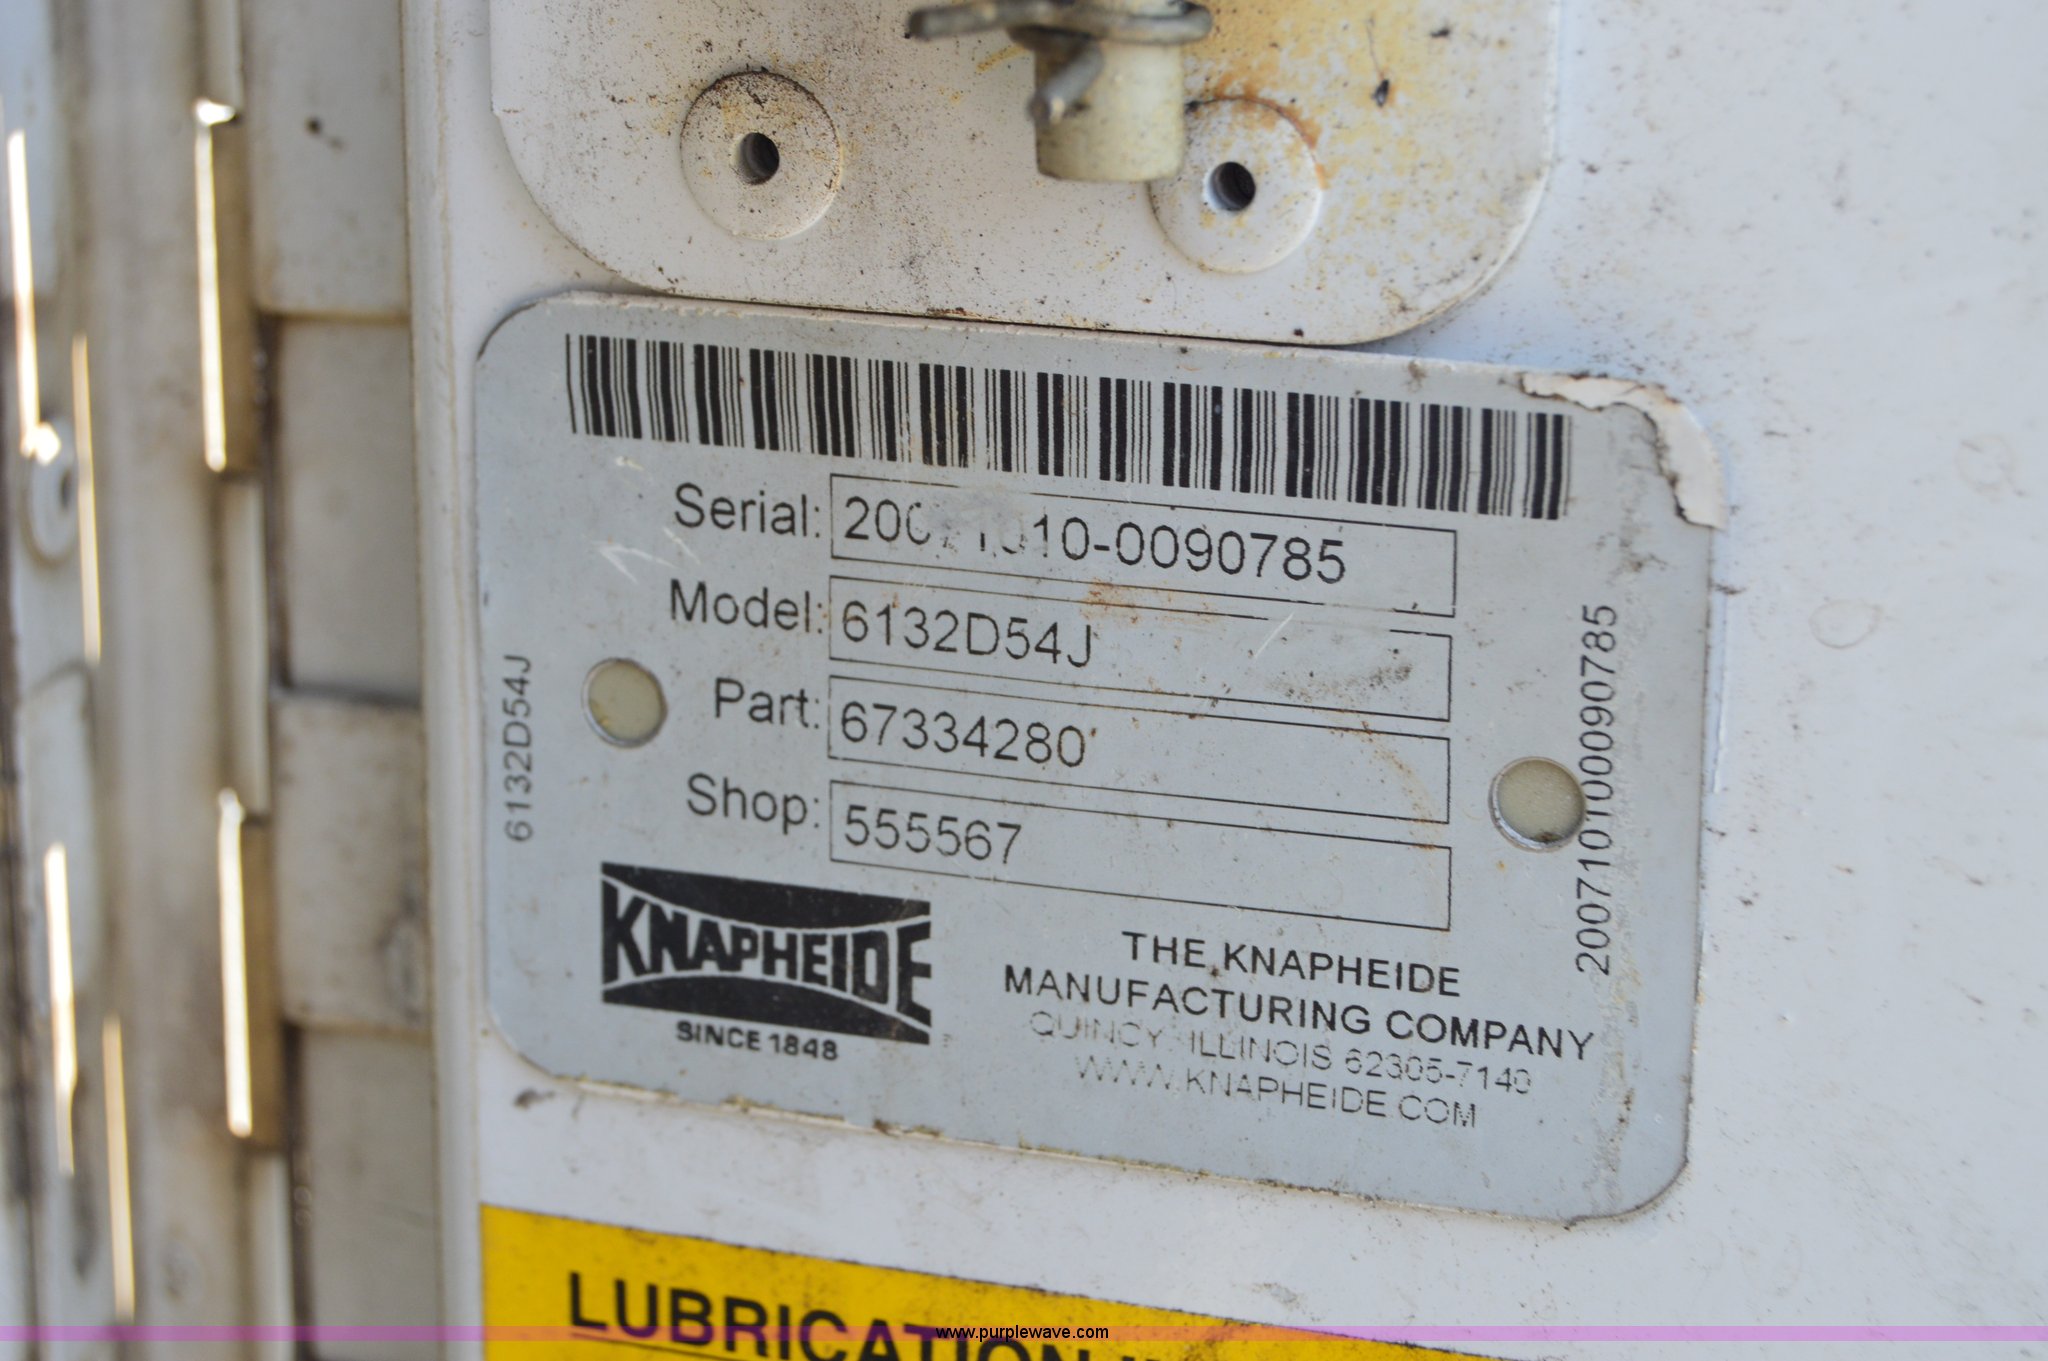 Serial: 20071010-0090785
Model: 6132D54J
Part: 67334280
Shop: 555567
6132D54J
200710100090785
KNAPHEIDE
SINCE 1848
THE KNAPHEIDE
MANUFACTURING COMPANY
QUINCY, ILLINOIS 62305-7140
WWW.KNAPHEIDE.COM
LUBRICATION
www.purplewave.com